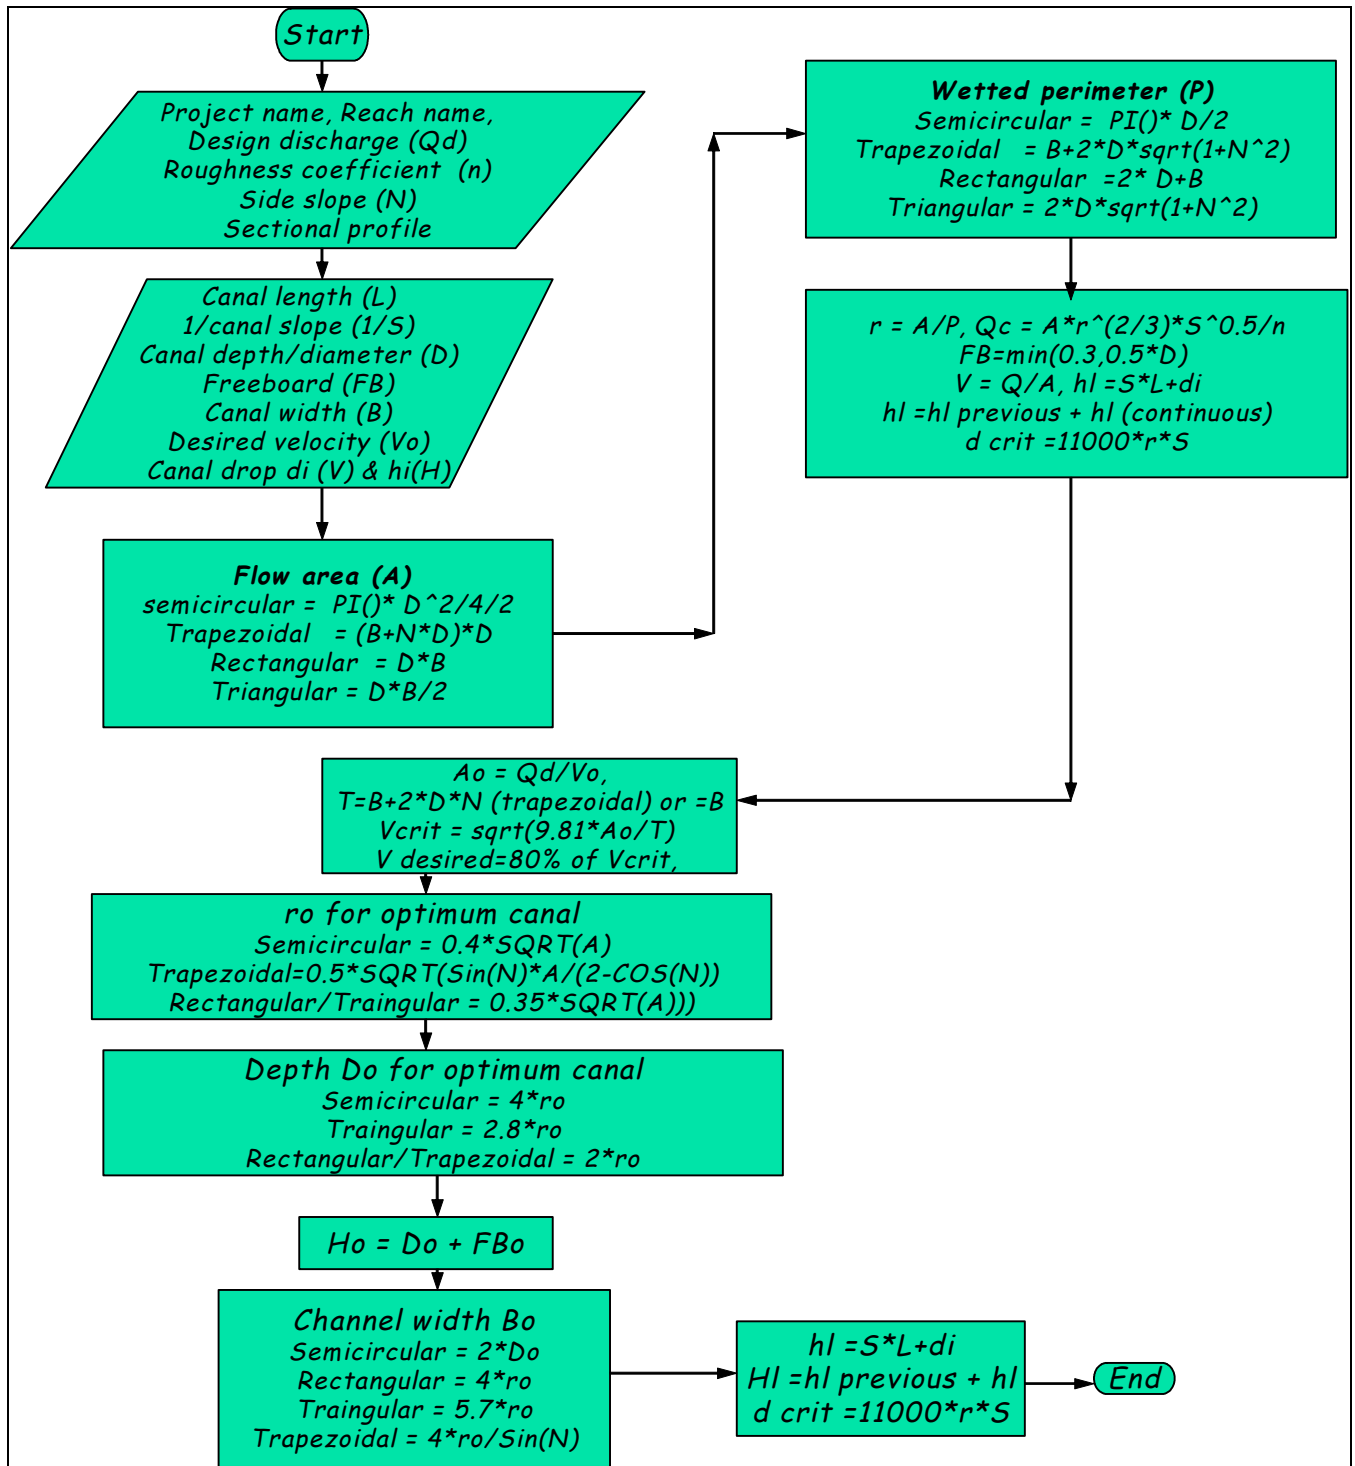 Start
Project name, Reach name,
Design discharge (Qd)
Roughness coefficient (n)
Side slope (N)
Sectional profile
Canal length (L)
1/canal slope (1/S)
Canal depth/diameter (D)
Freeboard (FB)
Canal width (B)
Desired velocity (Vo)
Canal drop di (V) & hi(H)
Flow area (A)
semicircular = PI()* D^2/4/2
Trapezoidal = (B+N*D)*D
Rectangular = D*B
Triangular = D*B/2
Wetted perimeter (P)
Semicircular = PI()* D/2
Trapezoidal = B+2*D*sqrt(1+N^2)
Rectangular =2* D+B
Triangular = 2*D*sqrt(1+N^2)
r = A/P, Qc = A*r^(2/3)*S^0.5/n
FB=min(0.3,0.5*D)
V = Q/A, hl =S*L+di
hl =hl previous + hl (continuous)
d crit =11000*r*S
Ao = Qd/Vo,
T=B+2*D*N (trapezoidal) or =B
Vcrit = sqrt(9.81*Ao/T)
V desired=80% of Vcrit,
ro for optimum canal
Semicircular = 0.4*SQRT(A)
Trapezoidal=0.5*SQRT(Sin(N)*A/(2-COS(N))
Rectangular/Traingular = 0.35*SQRT(A)))
Depth Do for optimum canal
Semicircular = 4*ro
Traingular = 2.8*ro
Rectangular/Trapezoidal = 2*ro
Ho = Do + FBo
Channel width Bo
Semicircular = 2*Do
Rectangular = 4*ro
Traingular = 5.7*ro
Trapezoidal = 4*ro/Sin(N)
hl =S*L+di
Hl =hl previous + hl
d crit =11000*r*S
End